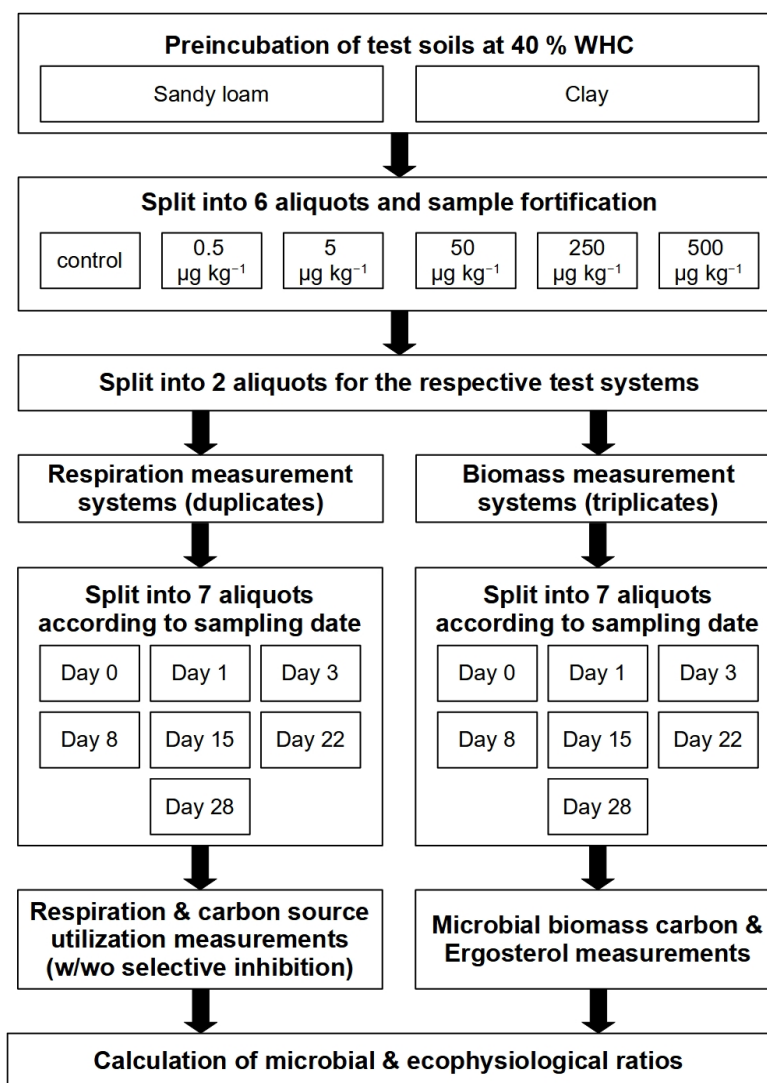 Preincubation of test soils at 40 % WHC
Sandy loam
Clay
Split into 6 aliquots and sample fortification
control
0.5
µg kg⁻¹
5
µg kg⁻¹
50
µg kg⁻¹
250
µg kg⁻¹
500
µg kg⁻¹
Split into 2 aliquots for the respective test systems
Respiration measurement
systems (duplicates)
Biomass measurement
systems (triplicates)
Split into 7 aliquots
according to sampling date
Day 0
Day 1
Day 3
Day 8
Day 15
Day 22
Day 28
Split into 7 aliquots
according to sampling date
Day 0
Day 1
Day 3
Day 8
Day 15
Day 22
Day 28
Respiration & carbon source
utilization measurements
(w/wo selective inhibition)
Microbial biomass carbon &
Ergosterol measurements
Calculation of microbial & ecophysiological ratios